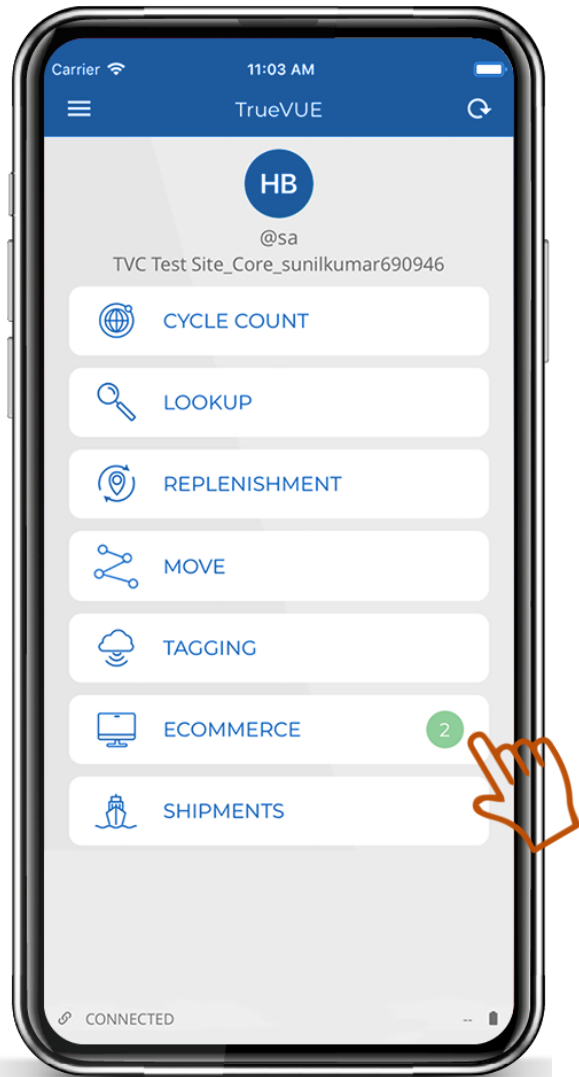 Carrier 11:03 AM
TrueVUE
HB
@sa
TVC Test Site_Core_sunilkumar690946
CYCLE COUNT
LOOKUP
REPLENISHMENT
MOVE
TAGGING
ECOMMERCE 2
SHIPMENTS
CONNECTED --